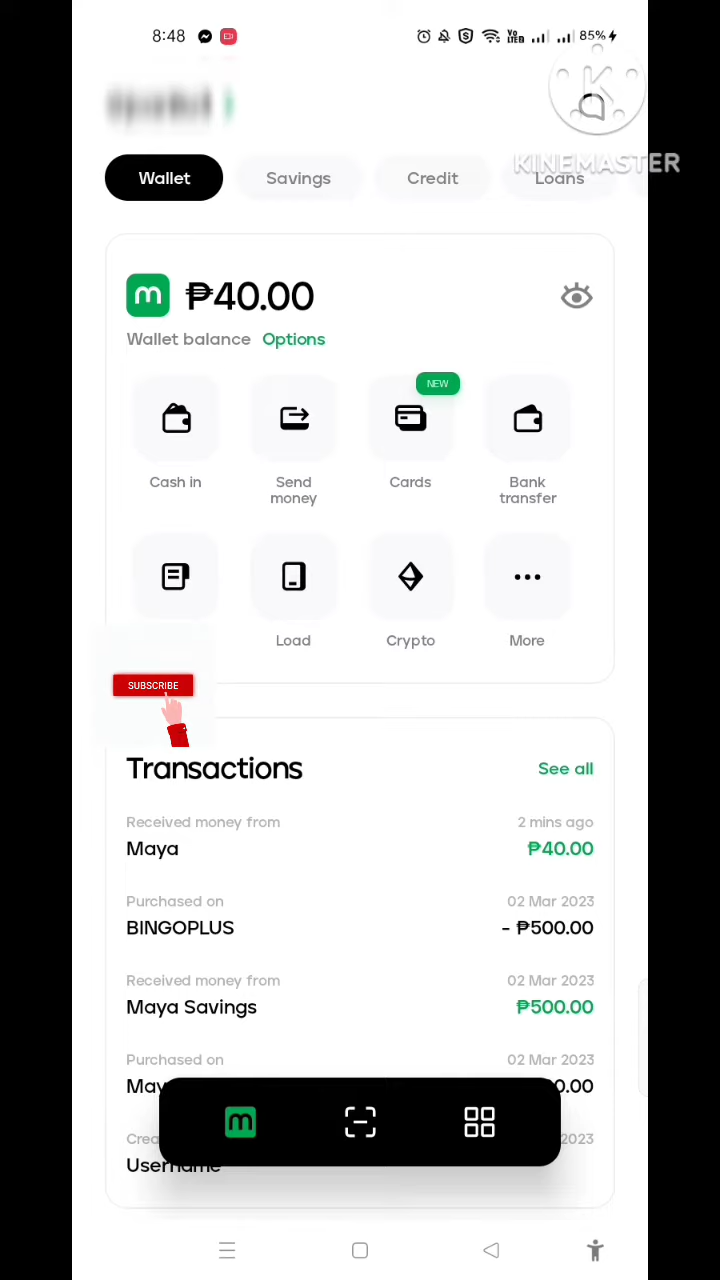 8:48
Vo LTE 85%
KINEMASTER
Wallet Savings Credit Loans
₱40.00
Wallet balance Options
NEW
Cash in Send money Cards Bank transfer
Load Crypto More
SUBSCRIBE
Transactions See all
Received money from 2 mins ago
Maya ₱40.00
Purchased on 02 Mar 2023
BINGOPLUS - ₱500.00
Received money from 02 Mar 2023
Maya Savings ₱500.00
Purchased on 02 Mar 2023
Username